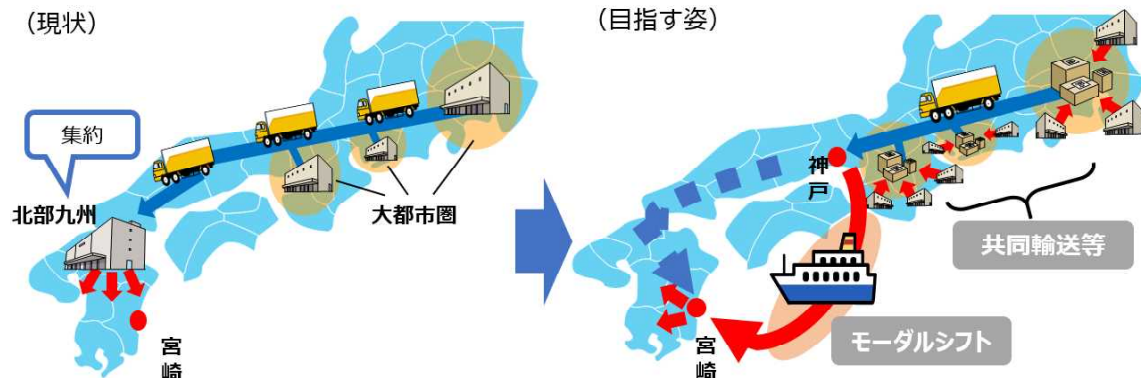 （現状）
集約
北部九州
大都市圏
宮崎
（目指す姿）
神戸
共同輸送等
モーダルシフト
宮崎